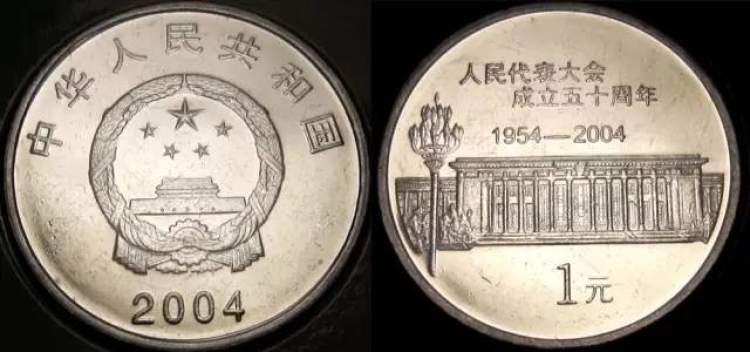 中华人民共和国
2004
人民代表大会
成立五十周年
1954—2004
1元